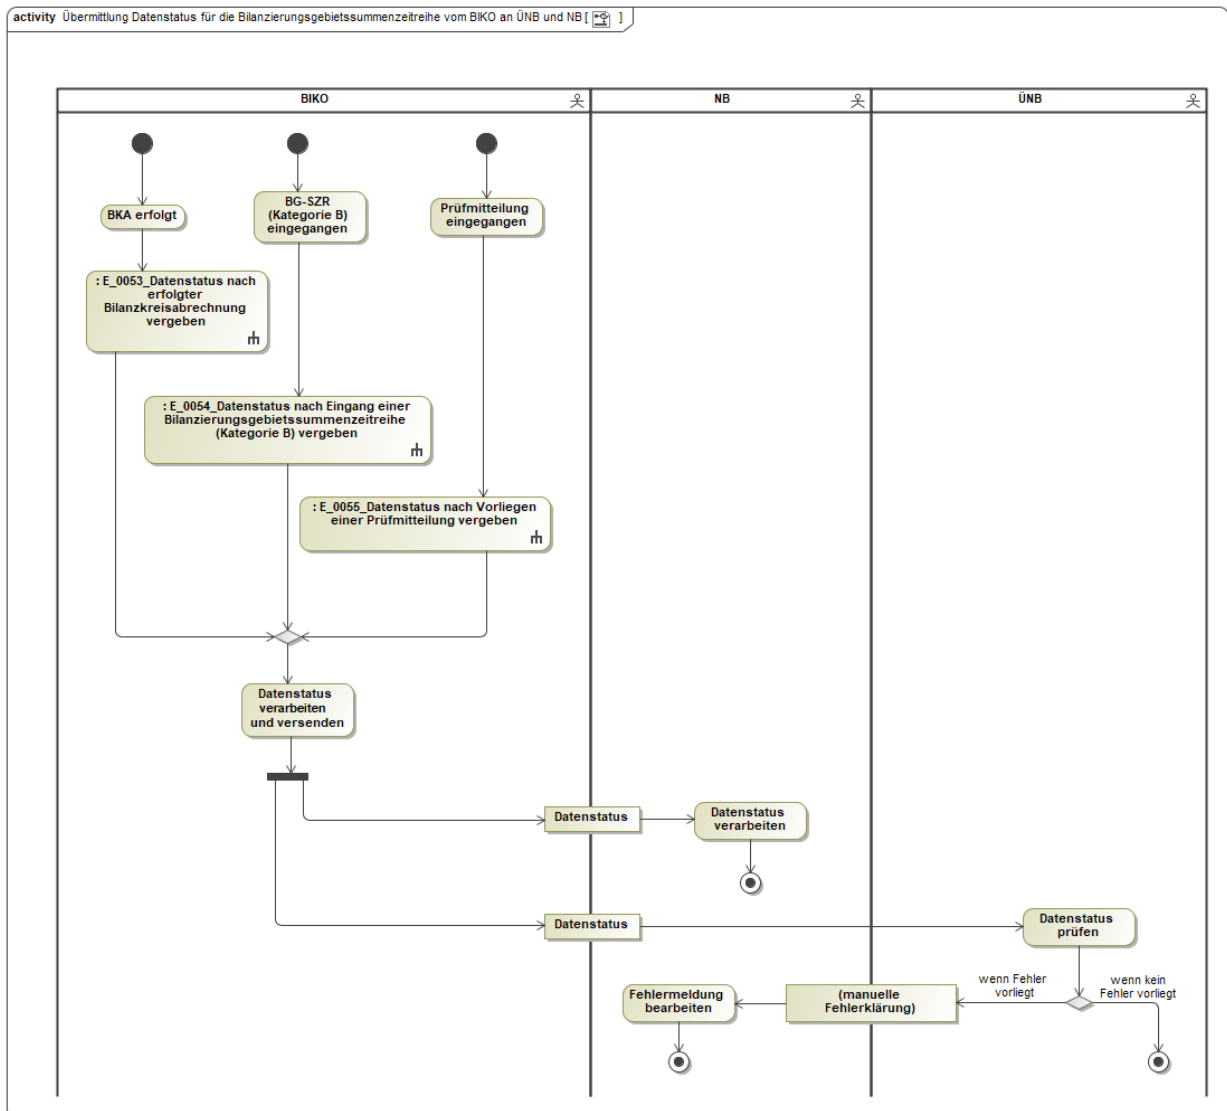 activity Übermittlung Datenstatus für die Bilanzierungsgebietssummenzeitreihe vom BIKO an ÜNB und NB [ ]
BIKO
NB
ÜNB
BKA erfolgt
BG-SZR
(Kategorie B)
eingegangen
Prüfmitteilung
eingegangen
: E_0053_Datenstatus nach
erfolgter
Bilanzkreisabrechnung
vergeben
: E_0054_Datenstatus nach Eingang einer
Bilanzierungsgebietssummenzeitreihe
(Kategorie B) vergeben
: E_0055_Datenstatus nach Vorliegen
einer Prüfmitteilung vergeben
Datenstatus
verarbeiten
und versenden
Datenstatus
Datenstatus
verarbeiten
Datenstatus
Datenstatus
prüfen
wenn Fehler
vorliegt
wenn kein
Fehler vorliegt
(manuelle
Fehlerklärung)
Fehlermeldung
bearbeiten